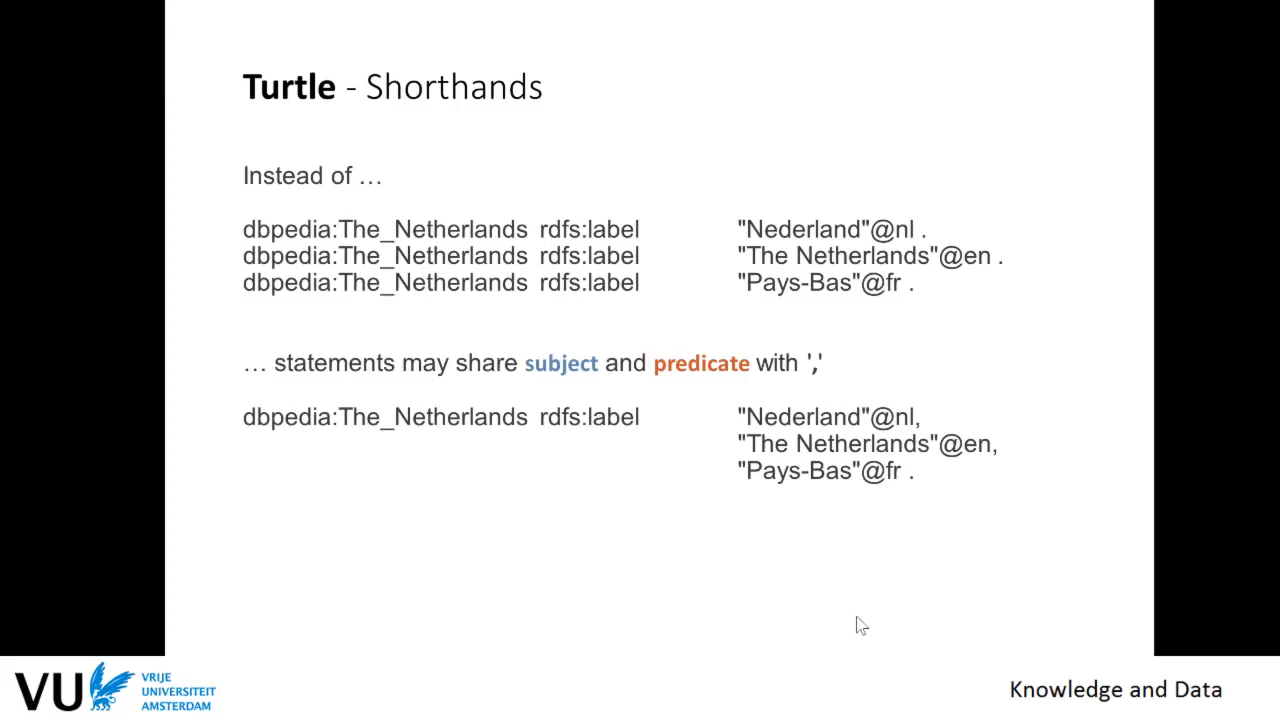 Turtle - Shorthands
Instead of …
dbpedia:The_Netherlands rdfs:label "Nederland"@nl .
dbpedia:The_Netherlands rdfs:label "The Netherlands"@en .
dbpedia:The_Netherlands rdfs:label "Pays-Bas"@fr .
… statements may share subject and predicate with ','
dbpedia:The_Netherlands rdfs:label "Nederland"@nl,
"The Netherlands"@en,
"Pays-Bas"@fr .
VU VRIJE
UNIVERSITEIT
AMSTERDAM
Knowledge and Data